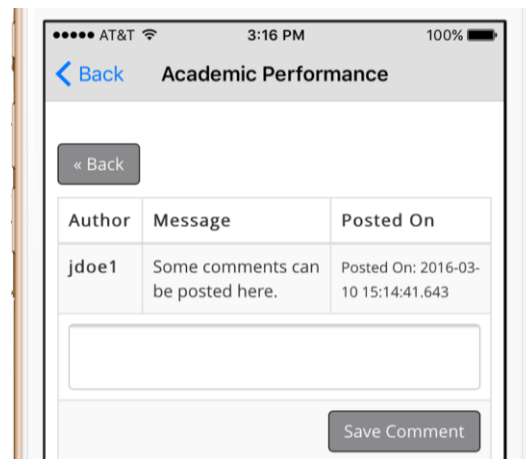 AT&T 3:16 PM 100%
Back Academic Performance
« Back
Author Message Posted On
jdoe1 Some comments can Posted On: 2016-03-
be posted here. 10 15:14:41.643
Save Comment